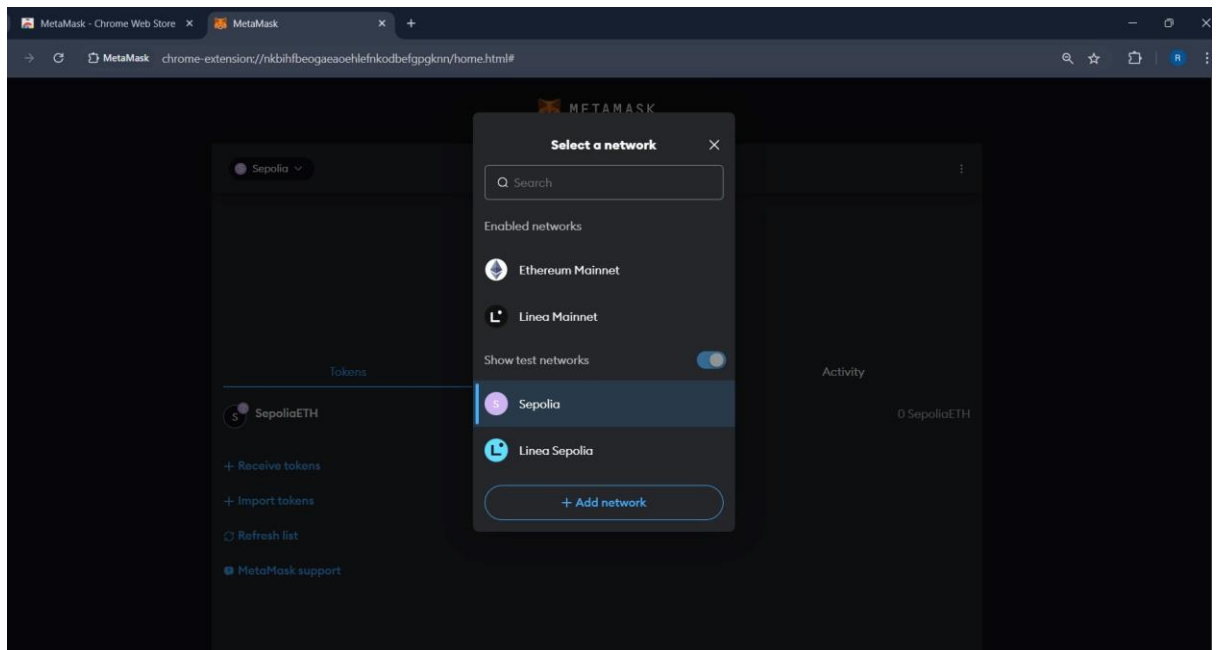 MetaMask - Chrome Web Store
MetaMask
MetaMask chrome-extension://nkbihfbeogaeaoehlefnkodbefgpgknn/home.html#
R
METAMASK
Select a network
Sepolia
Search
Enabled networks
Ethereum Mainnet
L Linea Mainnet
Show test networks
Tokens
Activity
S Sepolia
S SepoliaETH
0 SepoliaETH
L Linea Sepolia
+ Receive tokens
+ Import tokens
+ Add network
Refresh list
MetaMask support